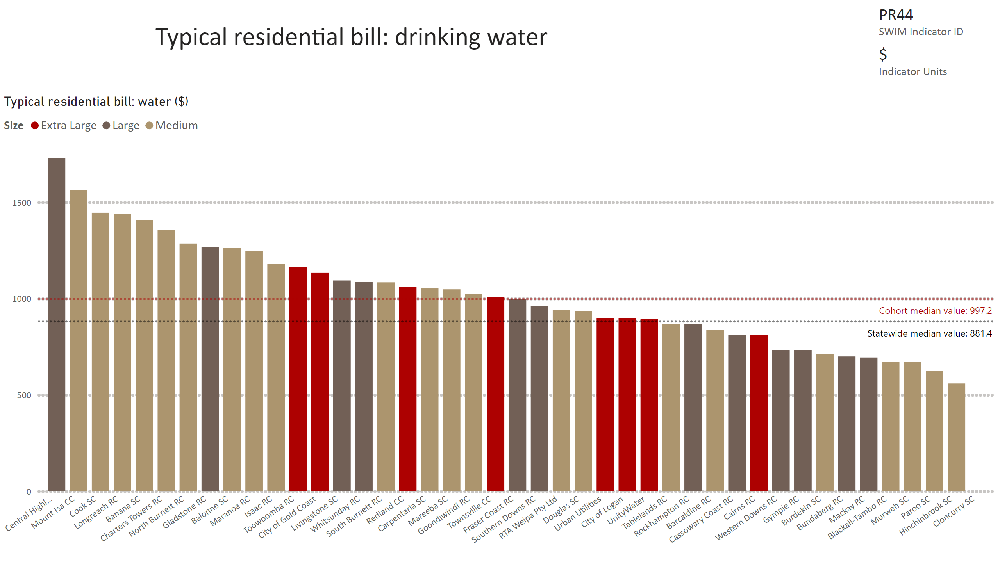 PR44
SWIM Indicator ID
Typical residential bill: drinking water
$
Indicator Units
Typical residential bill: water ($)
Size Extra Large Large Medium
1500
1000
Cohort median value: 997.2
Statewide median value: 881.4
500
0
Central Highl...
Mount Isa CC
Cook SC
Longreach RC
Banana SC
Charters Towers RC
North Burnett RC
Gladstone RC
Balonne SC
Maranoa RC
Isaac RC
Toowoomba RC
City of Gold Coast
Livingstone SC
Whitsunday RC
South Burnett RC
Redland CC
Carpentaria SC
Mareeba SC
Goondiwindi RC
Townsville CC
Fraser Coast RC
Southern Downs RC
RTA Weipa Pty Ltd
Douglas SC
Urban Utilities
City of Logan
UnityWater
Tablelands RC
Rockhampton RC
Barcaldine RC
Cassowary Coast RC
Cairns RC
Western Downs RC
Gympie RC
Burdekin SC
Bundaberg RC
Mackay RC
Blackall-Tambo RC
Murweh SC
Paroo SC
Hinchinbrook SC
Cloncurry SC